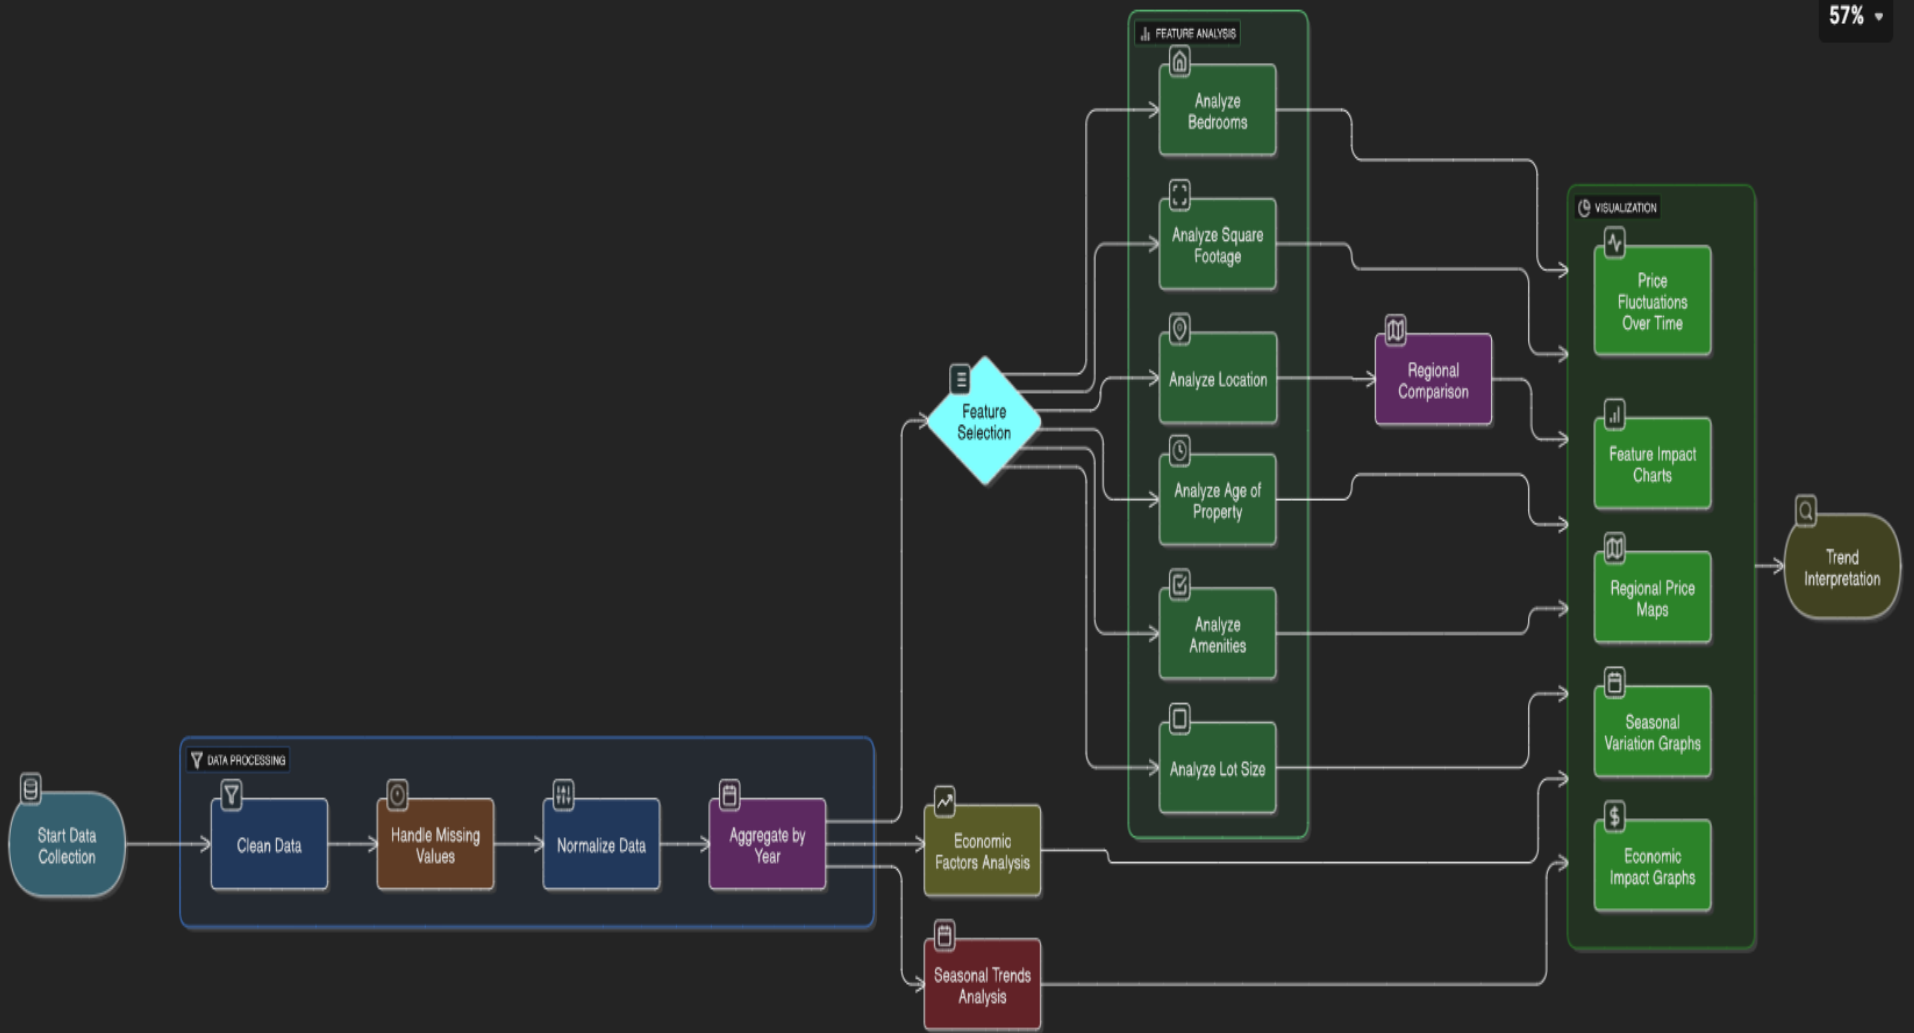 57%
FEATURE ANALYSIS
Analyze
Bedrooms
Analyze Square
Footage
Analyze Location
Analyze Age of
Property
Analyze
Amenities
Analyze Lot Size
VISUALIZATION
Price
Fluctuations
Over Time
Feature Impact
Charts
Regional Price
Maps
Seasonal
Variation Graphs
Economic
Impact Graphs
Regional
Comparison
Feature
Selection
Trend
Interpretation
DATA PROCESSING
Start Data
Collection
Clean Data
Handle Missing
Values
Normalize Data
Aggregate by
Year
Economic
Factors Analysis
Seasonal Trends
Analysis